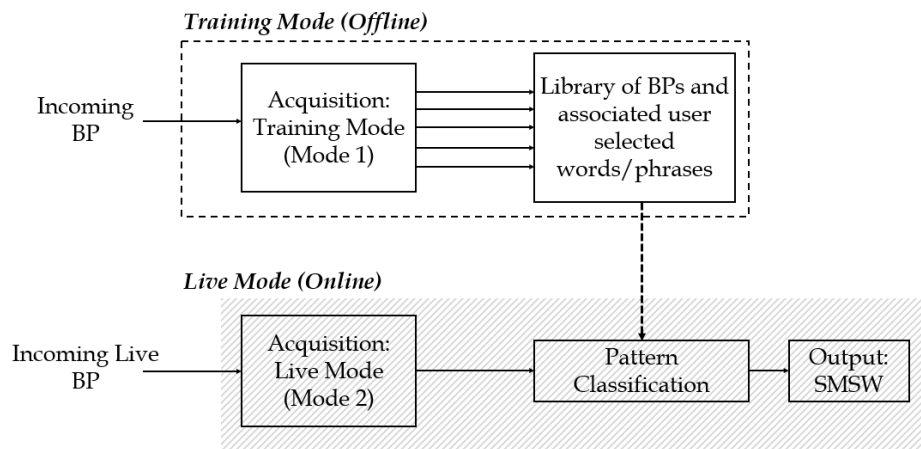 Training Mode (Offline)
Incoming
BP
Acquisition:
Training Mode
(Mode 1)
Library of BPs and
associated user
selected
words/phrases
Live Mode (Online)
Incoming Live
BP
Acquisition:
Live Mode
(Mode 2)
Pattern
Classification
Output:
SMSW